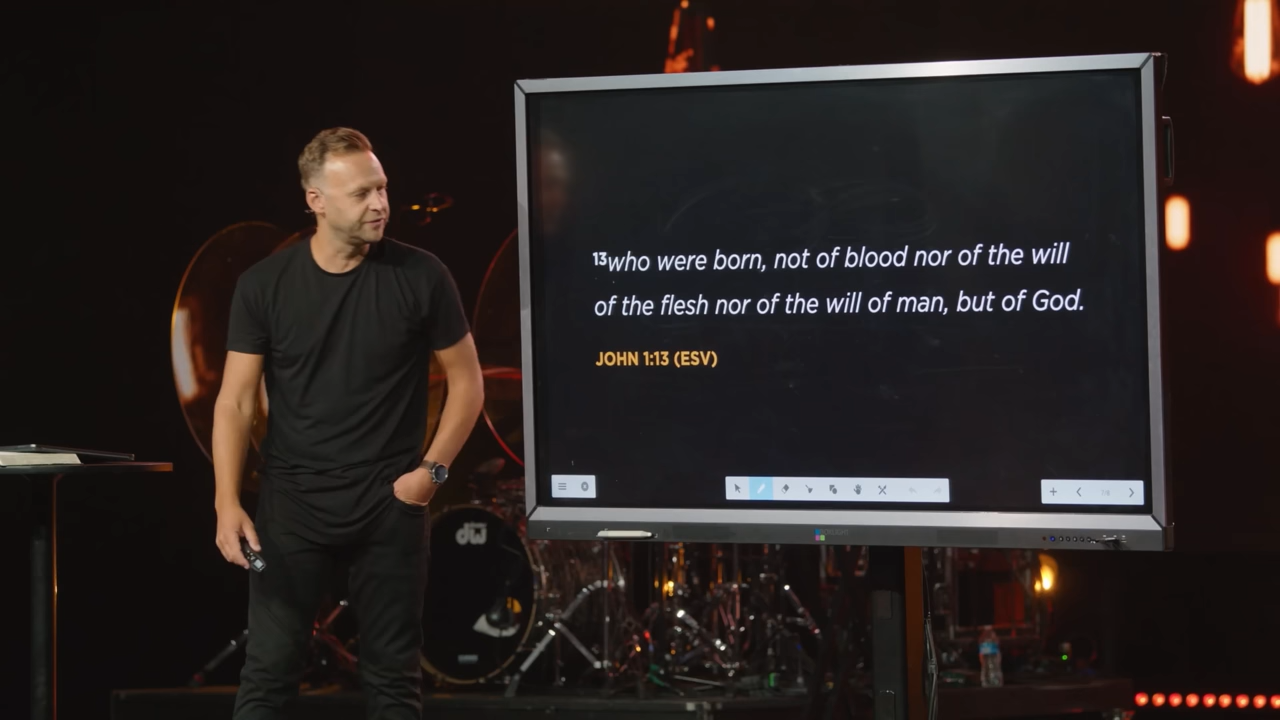 ¹³who were born, not of blood nor of the will
of the flesh nor of the will of man, but of God.
JOHN 1:13 (ESV)
dw